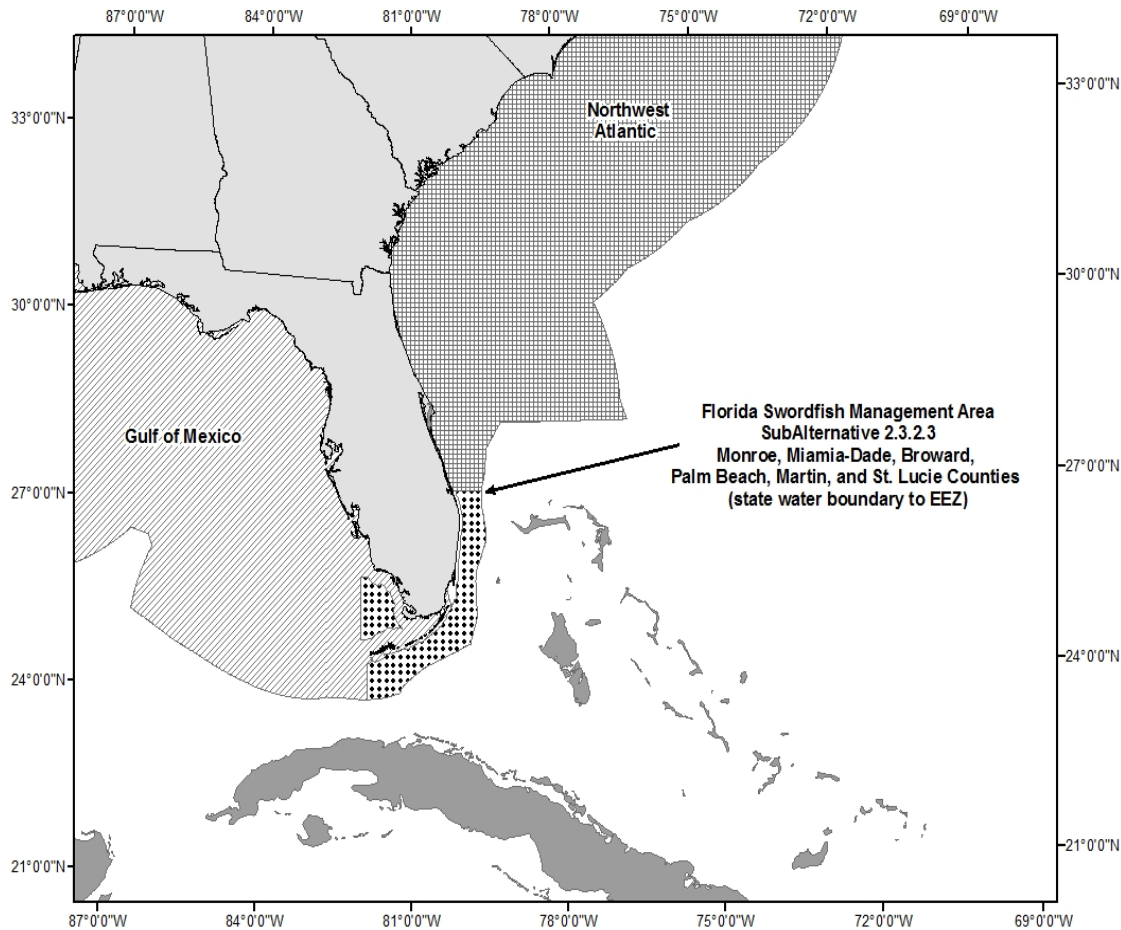 87°0'0"W 84°0'0"W 81°0'0"W 78°0'0"W 75°0'0"W 72°0'0"W 69°0'0"W
33°0'0"N
33°0'0"N
Northwest
Atlantic
30°0'0"N
30°0'0"N
Florida Swordfish Management Area
SubAlternative 2.3.2.3
Monroe, Miamia-Dade, Broward,
Palm Beach, Martin, and St. Lucie Counties
(state water boundary to EEZ)
Gulf of Mexico
27°0'0"N
27°0'0"N
24°0'0"N
24°0'0"N
21°0'0"N
21°0'0"N
87°0'0"W 84°0'0"W 81°0'0"W 78°0'0"W 75°0'0"W 72°0'0"W 69°0'0"W